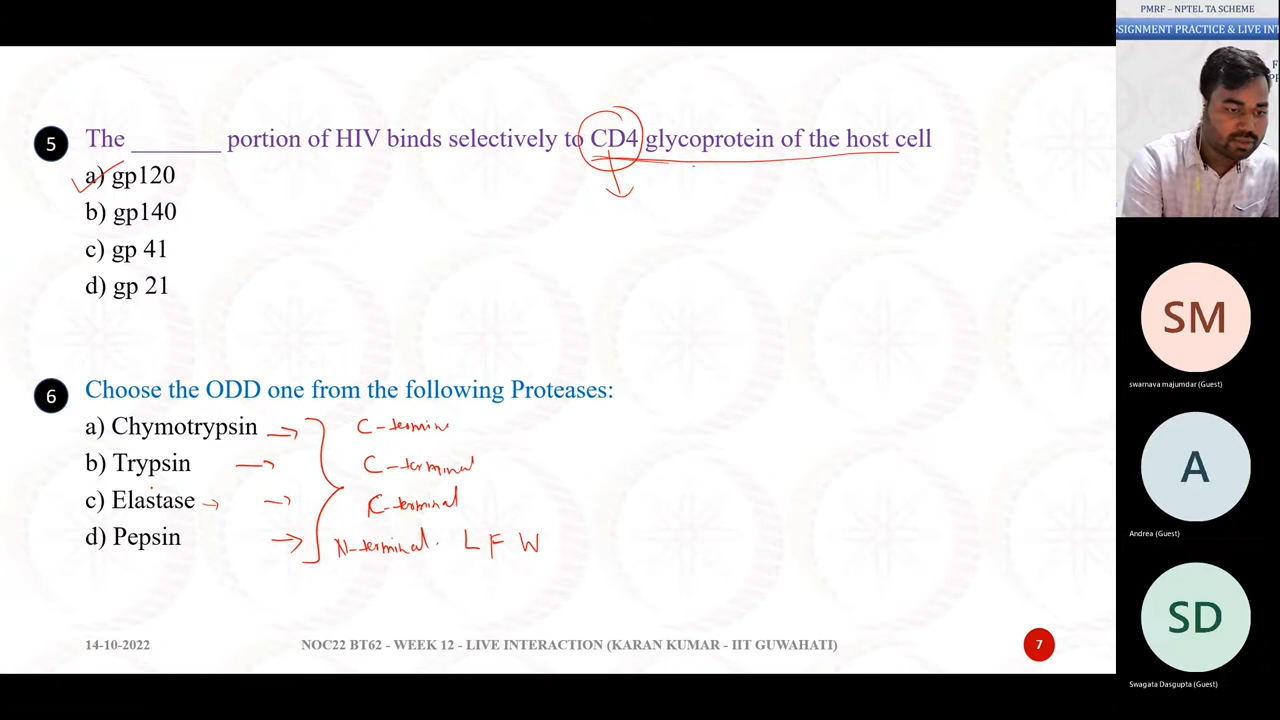 PMRF – NPTEL TA SCHEME
SSIGNMENT PRACTICE & LIVE INT
5
The _______ portion of HIV binds selectively to CD4 glycoprotein of the host cell
a) gp120
b) gp140
c) gp 41
d) gp 21
6
Choose the ODD one from the following Proteases:
a) Chymotrypsin C-termin
b) Trypsin C-terminal
c) Elastase C-terminal
d) Pepsin N-terminal. L F W
14-10-2022
NOC22 BT62 - WEEK 12 - LIVE INTERACTION (KARAN KUMAR - IIT GUWAHATI)
7
SM
swarnava majumdar (Guest)
A
Andrea (Guest)
SD
Swagata Dasgupta (Guest)